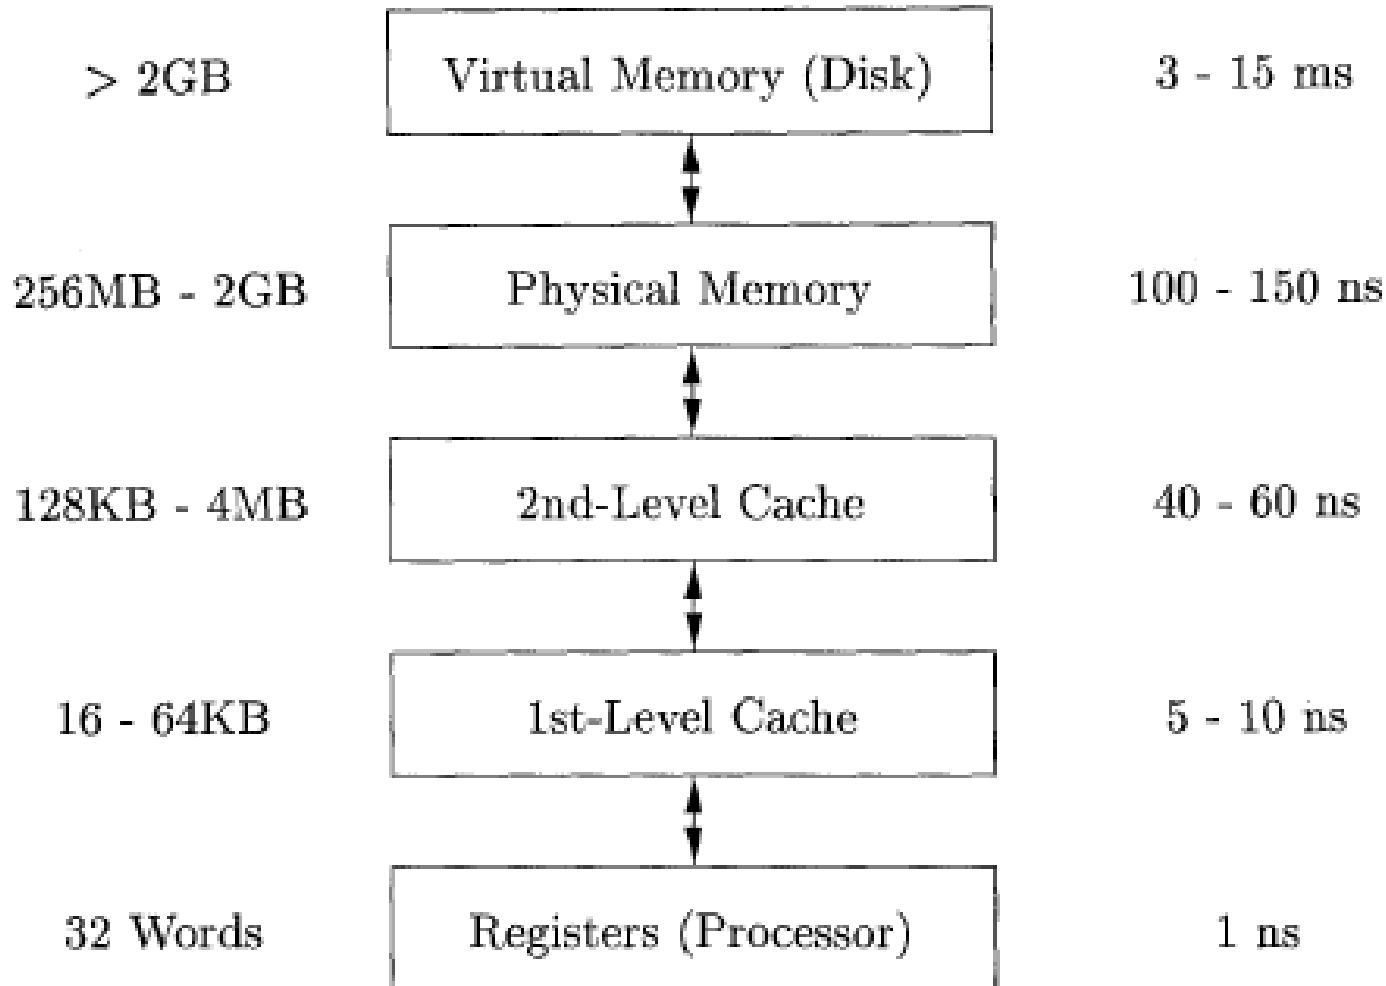 > 2GB Virtual Memory (Disk) 3 - 15 ms
256MB - 2GB Physical Memory 100 - 150 ns
128KB - 4MB 2nd-Level Cache 40 - 60 ns
16 - 64KB 1st-Level Cache 5 - 10 ns
32 Words Registers (Processor) 1 ns